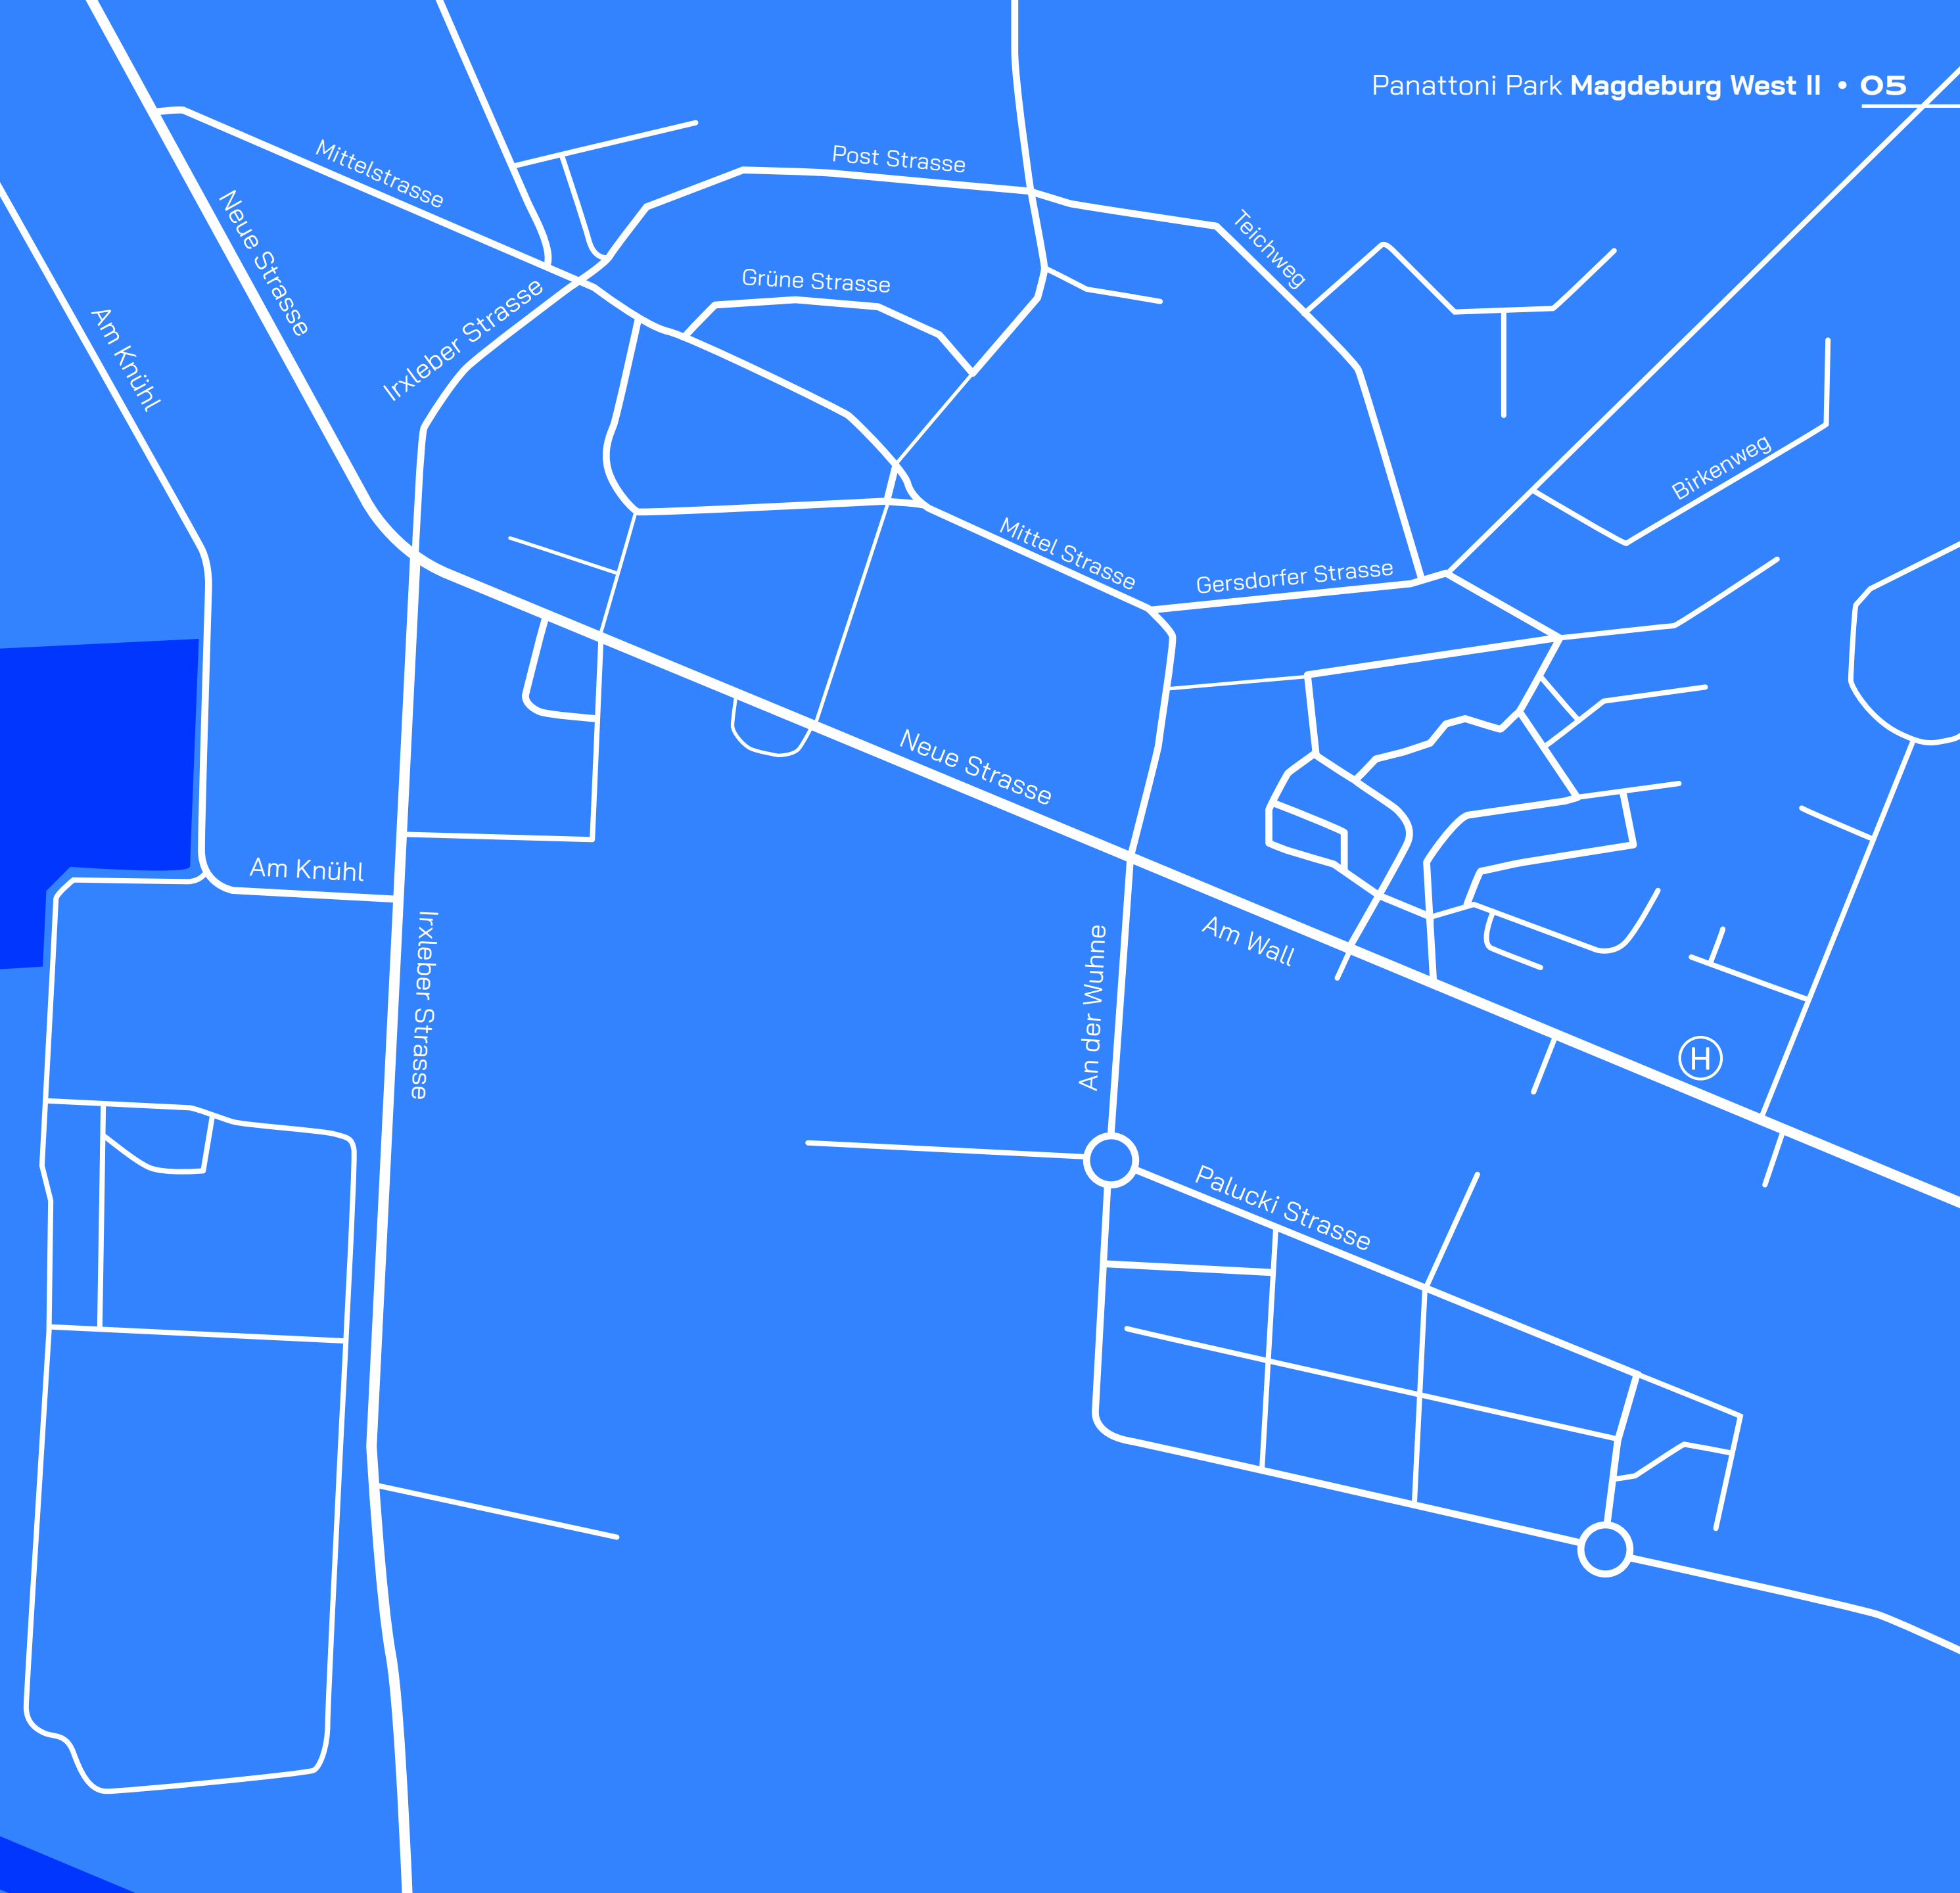 Panattoni Park Magdeburg West II • 05
Mittelstrasse
Post Strasse
Neue Strasse
Teichweg
Grüne Strasse
Irxleber Strasse
Am Knühl
Birkenweg
Mittel Strasse
Gersdorfer Strasse
Neue Strasse
Am Knühl
Irxleber Strasse
An der Wuhne
Am Wall
H
Palucki Strasse